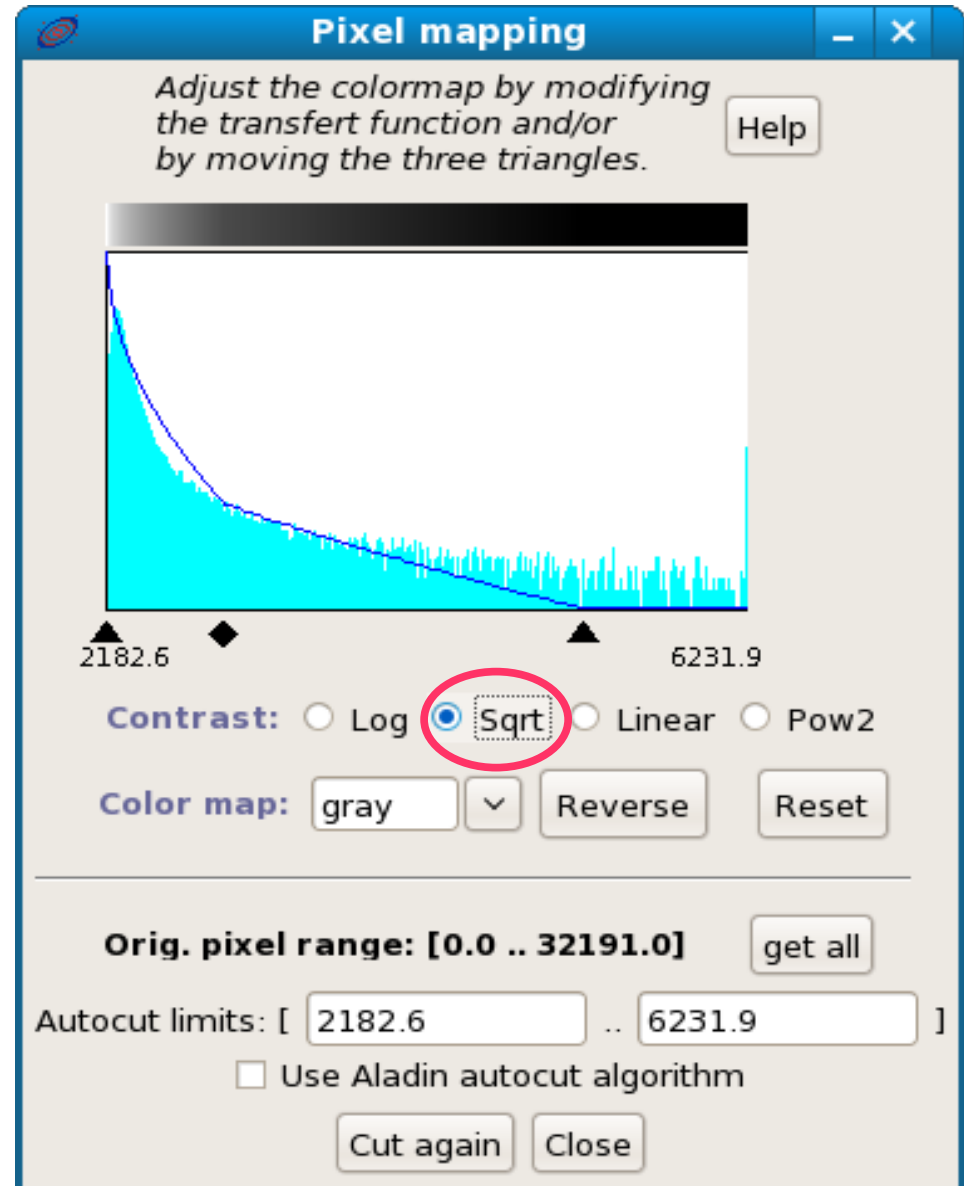 Pixel mapping
Adjust the colormap by modifying
the transfert function and/or
by moving the three triangles.
Help
2182.6 6231.9
Contrast: Log Sqrt Linear Pow2
Color map: gray Reverse Reset
Orig. pixel range: [0.0 .. 32191.0] get all
Autocut limits: [ 2182.6 .. 6231.9 ]
Use Aladin autocut algorithm
Cut again Close